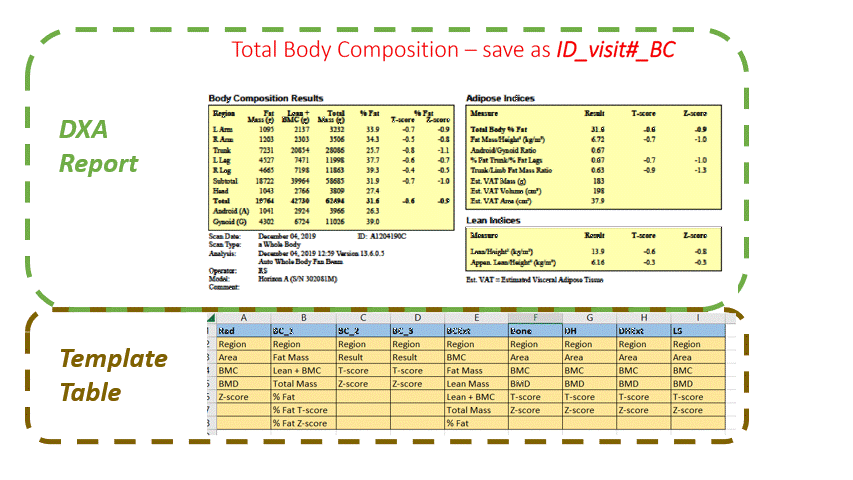 Total Body Composition – save as ID_visit#_BC
DXA
Report
Body Composition Results
Region Fat Mass (g) Lean + BMC (g) Total Mass (g) % Fat % Fat T-score Z-score
L Arm 1095 2137 3232 33.9 -0.7 -0.9
R Arm 1203 2303 3506 34.3 -0.5 -0.8
Trunk 7231 20854 28086 25.7 -0.8 -1.1
L Leg 4527 7471 11998 37.7 -0.6 -0.7
R Leg 4665 7198 11863 39.3 -0.4 -0.5
Subtotal 18722 39964 58685 31.9 -0.7 -1.0
Head 1043 2766 3809 27.4
Total 19764 42730 62494 31.6 -0.6 -0.9
Android (A) 1041 2924 3966 26.3
Gynoid (G) 4302 6724 11026 39.0
Scan Date: December 04, 2019 ID: A1204190C
Scan Type: a Whole Body
Analysis: December 04, 2019 12:59 Version 13.6.0.5
Auto Whole Body Fan Beam
Operator: RS
Model: Horizon A (S/N 302081M)
Comment:
Adipose Indices
Measure Result T-score Z-score
Total Body % Fat 31.6 -0.6 -0.9
Fat Mass/Height² (kg/m²) 6.72 -0.7 -1.0
Android/Gynoid Ratio 0.67
% Fat Trunk/% Fat Legs 0.67 -0.7 -1.0
Trunk/Limb Fat Mass Ratio 0.63 -0.9 -1.3
Est. VAT Mass (g) 183
Est. VAT Volume (cm³) 198
Est. VAT Area (cm²) 37.9
Lean Indices
Measure Result T-score Z-score
Lean/Height² (kg/m²) 13.9 -0.6 -0.8
Appen. Lean/Height² (kg/m²) 6.16 -0.3 -0.3
Est. VAT = Estimated Visceral Adipose Tissue
Template
Table
A B C D E F G H I
1 Red BC_1 BC_2 BC_3 BCExt Bone DH DHExt LS
2 Region Region Region Region Region Region Region Region Region
3 Area Fat Mass Result Result BMC Area Area Area Area
4 BMC Lean + BMC T-score T-score Fat Mass BMC BMC BMC BMC
5 BMD Total Mass Z-score Z-score Lean Mass BMD BMD BMD BMD
6 Z-score % Fat Lean + BMC T-score T-score T-score T-score
7 % Fat T-score Total Mass Z-score Z-score Z-score Z-score
8 % Fat Z-score % Fat